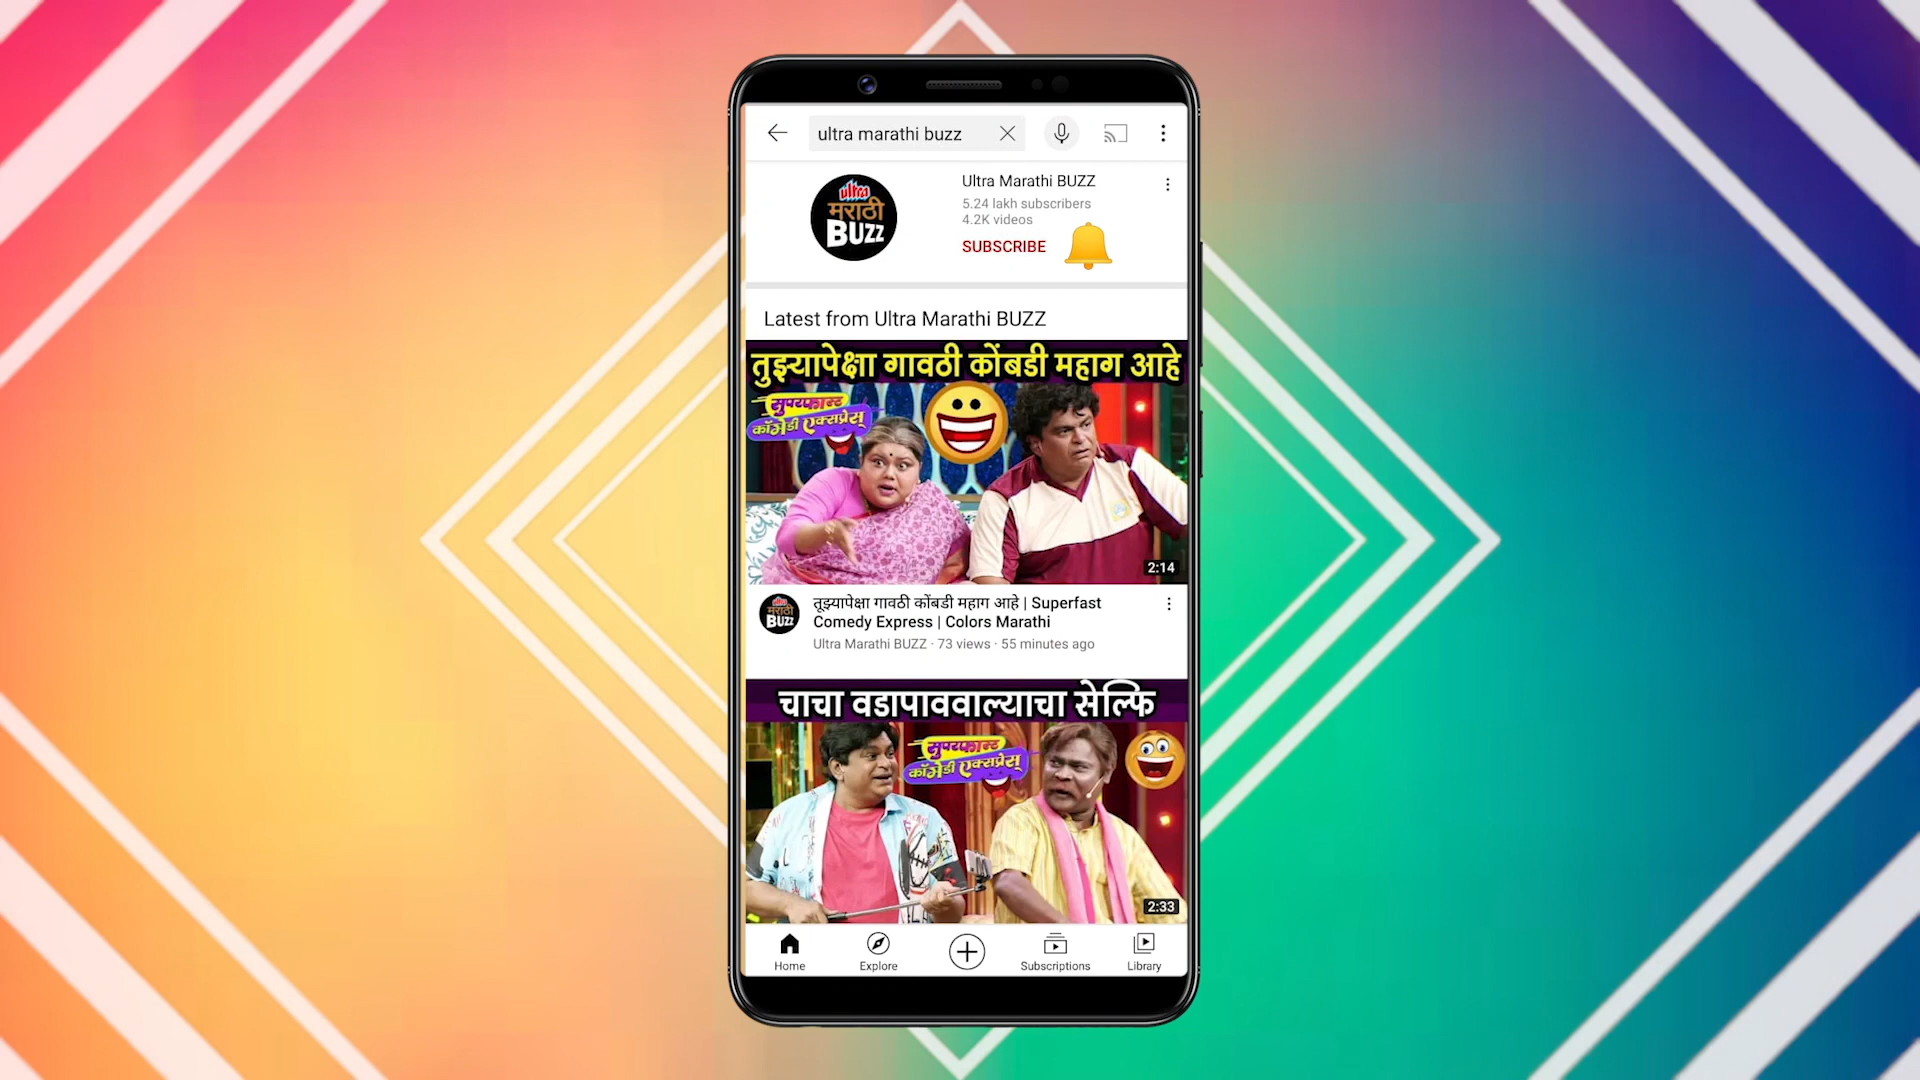 ultra marathi buzz
ultra
मराठी
BUZZ
Ultra Marathi BUZZ
5.24 lakh subscribers
4.2K videos
SUBSCRIBE
Latest from Ultra Marathi BUZZ
तुझ्यापेक्षा गावठी कोंबडी महाग आहे
सुपरफास्ट
कॉमेडी एक्सप्रेस्
2:14
ultra
मराठी
BUZZ
तूझ्यापेक्षा गावठी कोंबडी महाग आहे | Superfast
Comedy Express | Colors Marathi
Ultra Marathi BUZZ · 73 views · 55 minutes ago
चाचा वडापाववाल्याचा सेल्फि
सुपरफास्ट
कॉमेडी एक्सप्रेस्
2:33
Home
Explore
Subscriptions
Library